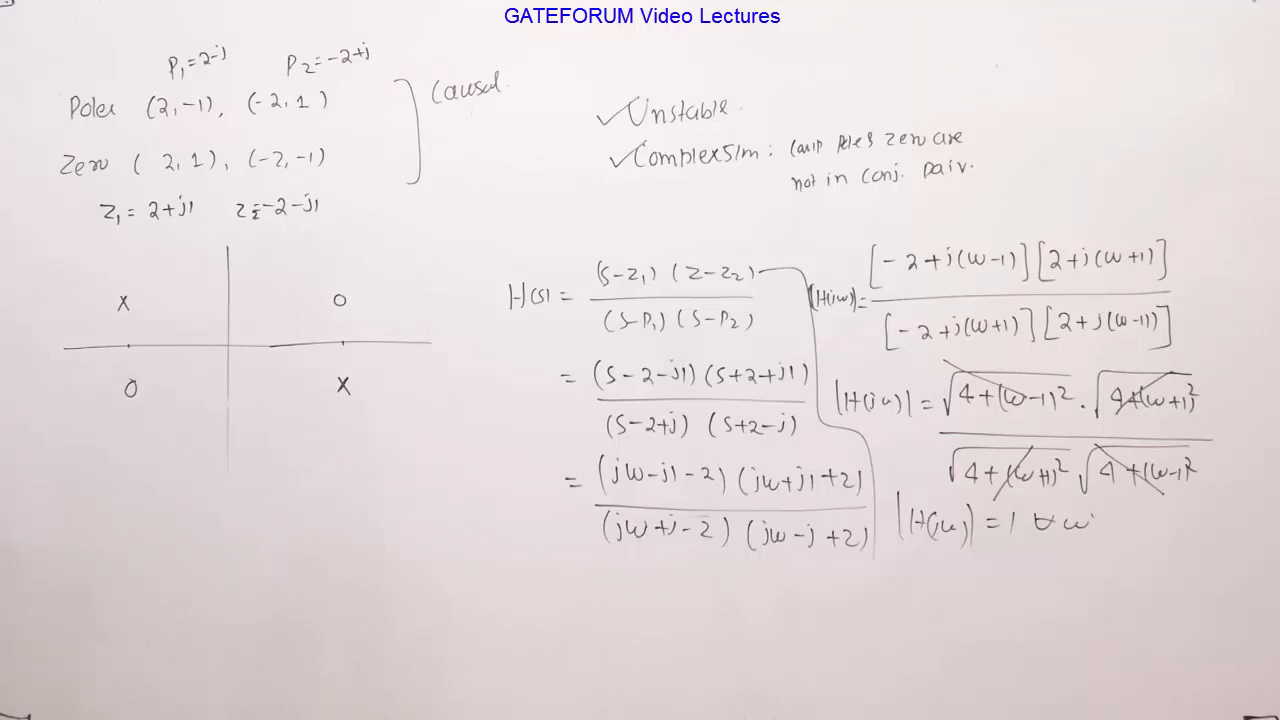 GATEFORUM Video Lectures
P₁=2-j P₂=-2+j
Poles (2,-1), (-2,1)
Zero (2,1), (-2,-1)
Z₁ = 2+j1 Z₂=-2-j1
Causal
Unstable
Complex S/m : Coz poles zero are
not in conj. pair.
X O
O X
H(s) = (s-Z₁) (Z-Z₂) / (s-P₁) (s-P₂)
= (s-2-j1) (s+2+j1) / (s-2+j) (s+2-j)
= (jω-j1-2) (jω+j1+2) / (jω+j-2) (jω-j+2)
|H(jω)|= [-2+j(ω-1)] [2+j(ω+1)] / [-2+j(ω+1)] [2+j(ω-1)]
|H(jω)| = √4+(ω-1)² . √4+(ω+1)² / √4+(ω+1)² √4+(ω-1)²
|H(jω)| = 1 ∀ ω